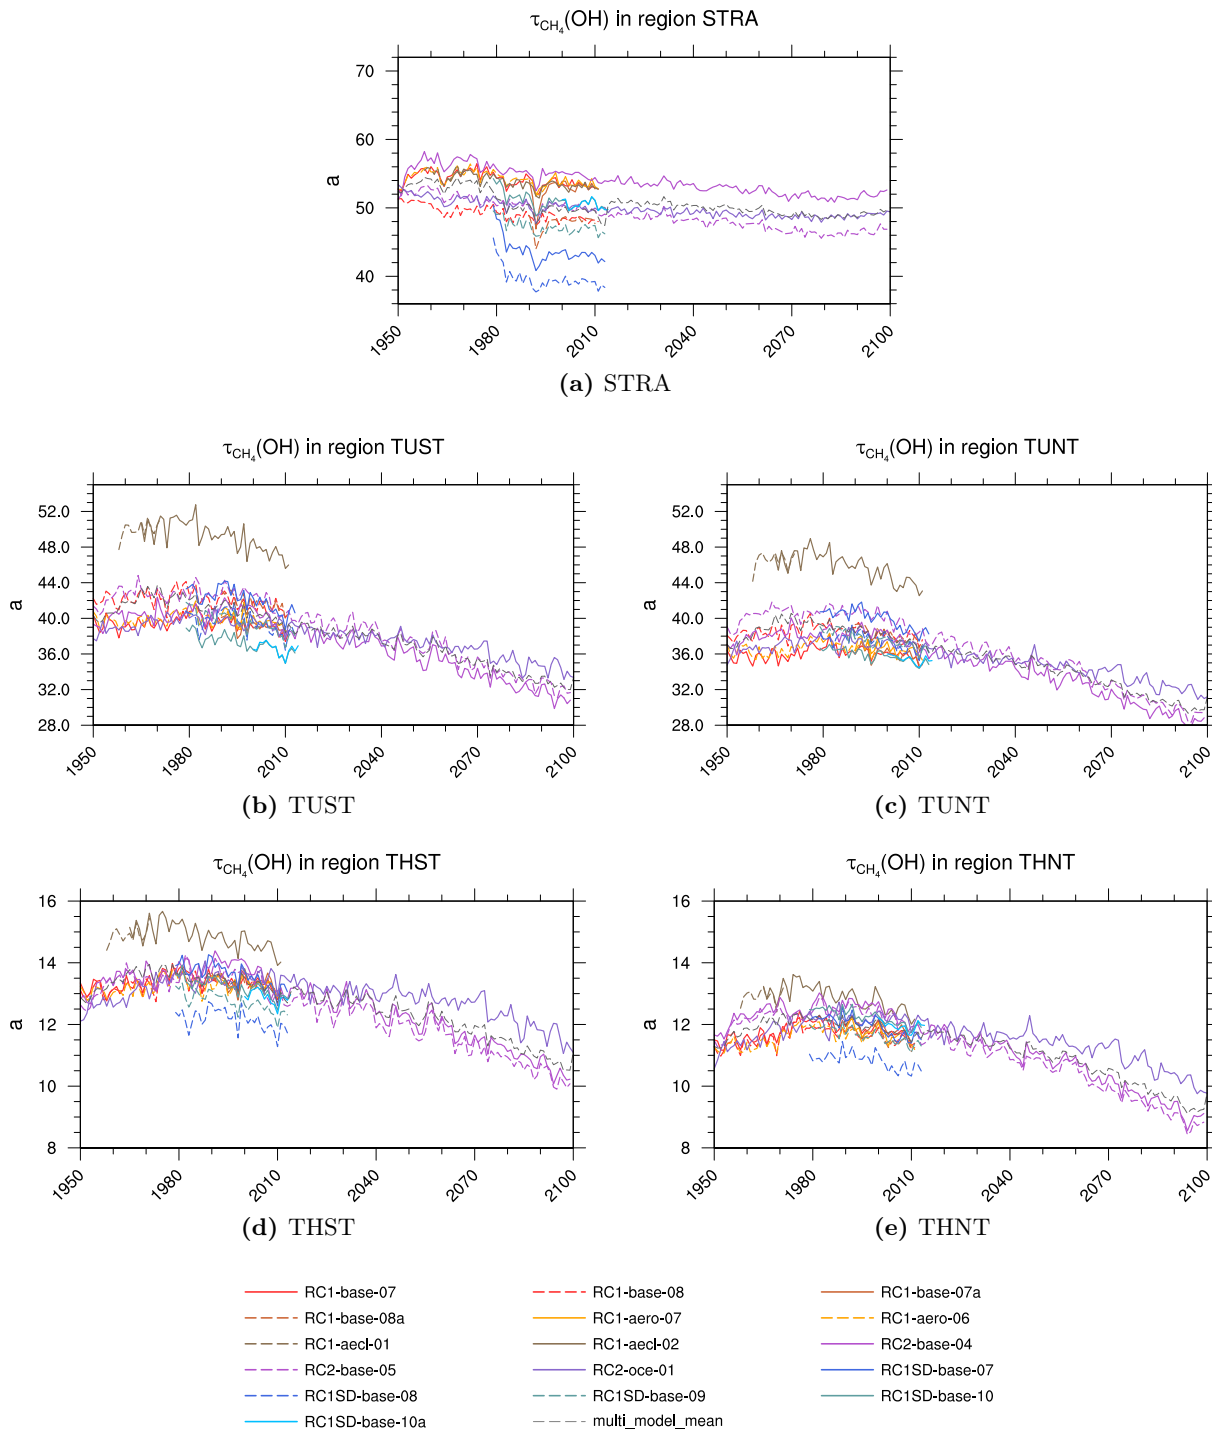 τCH4(OH) in region STRA
70
60
50
40
a
1950
1980
2010
2040
2070
2100
(a) STRA
τCH4(OH) in region TUST
52.0
48.0
44.0
40.0
36.0
32.0
28.0
a
1950
1980
2010
2040
2070
2100
(b) TUST
τCH4(OH) in region TUNT
52.0
48.0
44.0
40.0
36.0
32.0
28.0
a
1950
1980
2010
2040
2070
2100
(c) TUNT
τCH4(OH) in region THST
16
14
12
10
8
a
1950
1980
2010
2040
2070
2100
(d) THST
τCH4(OH) in region THNT
16
14
12
10
8
a
1950
1980
2010
2040
2070
2100
(e) THNT
RC1-base-07 RC1-base-08 RC1-base-07a
RC1-base-08a RC1-aero-07 RC1-aero-06
RC1-aecl-01 RC1-aecl-02 RC2-base-04
RC2-base-05 RC2-oce-01 RC1SD-base-07
RC1SD-base-08 RC1SD-base-09 RC1SD-base-10
RC1SD-base-10a multi_model_mean